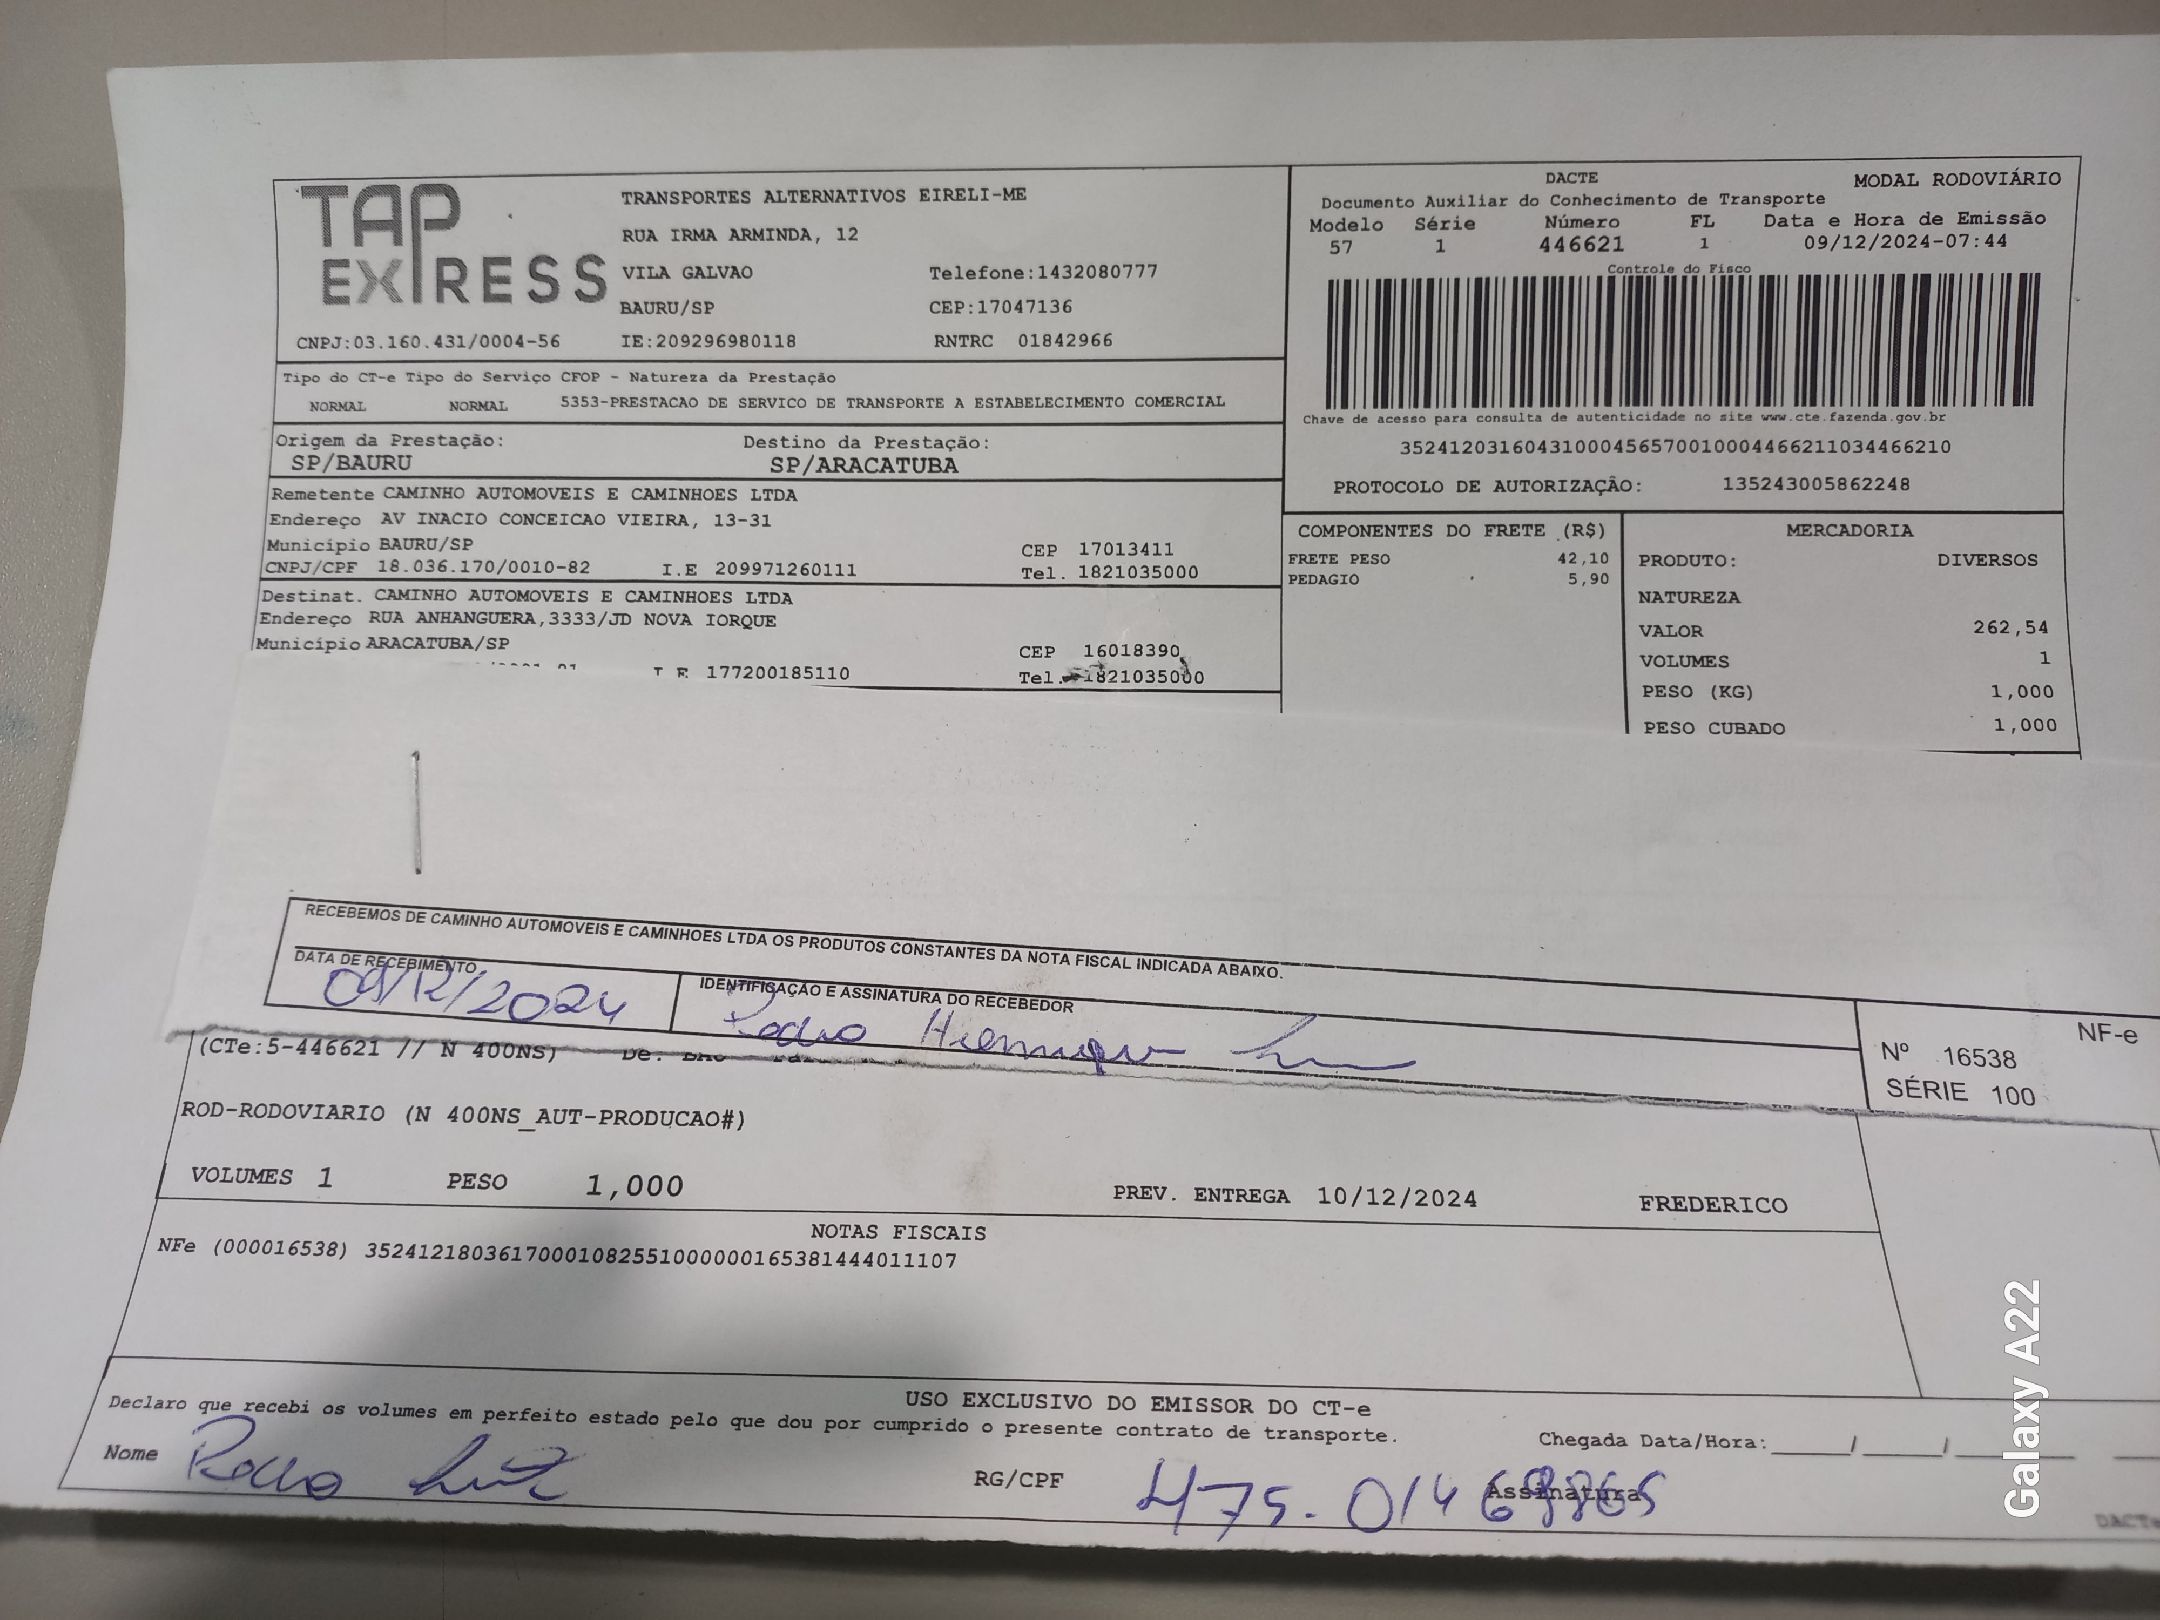 TAP EXPRESS
TRANSPORTES ALTERNATIVOS EIRELI-ME
RUA IRMA ARMINDA, 12
VILA GALVAO Telefone:1432080777
BAURU/SP CEP:17047136
CNPJ:03.160.431/0004-56 IE:209296980118 RNTRC 01842966
DACTE MODAL RODOVIÁRIO
Documento Auxiliar do Conhecimento de Transporte
Modelo Série Número FL Data e Hora de Emissão
57 1 446621 1 09/12/2024-07:44
Controle do Fisco
Chave de acesso para consulta de autenticidade no site www.cte.fazenda.gov.br
35241203160431000456570010004466211034466210
PROTOCOLO DE AUTORIZAÇÃO: 135243005862248
Tipo do CT-e Tipo do Serviço CFOP - Natureza da Prestação
NORMAL NORMAL 5353-PRESTACAO DE SERVICO DE TRANSPORTE A ESTABELECIMENTO COMERCIAL
Origem da Prestação: Destino da Prestação:
SP/BAURU SP/ARACATUBA
Remetente CAMINHO AUTOMOVEIS E CAMINHOES LTDA
Endereço AV INACIO CONCEICAO VIEIRA, 13-31
Município BAURU/SP CEP 17013411
CNPJ/CPF 18.036.170/0010-82 I.E 209971260111 Tel. 1821035000
Destinat. CAMINHO AUTOMOVEIS E CAMINHOES LTDA
Endereço RUA ANHANGUERA,3333/JD NOVA IORQUE
Município ARACATUBA/SP CEP 16018390
177200185110 Tel. 1821035000
COMPONENTES DO FRETE (R$)
FRETE PESO 42,10
PEDAGIO 5,90
MERCADORIA
PRODUTO: DIVERSOS
NATUREZA
VALOR 262,54
VOLUMES 1
PESO (KG) 1,000
PESO CUBADO 1,000
RECEBEMOS DE CAMINHO AUTOMOVEIS E CAMINHOES LTDA OS PRODUTOS CONSTANTES DA NOTA FISCAL INDICADA ABAIXO.
DATA DE RECEBIMENTO IDENTIFICAÇÃO E ASSINATURA DO RECEBEDOR
09/12/2024 Pedro Henrique
NF-e
Nº 16538
SÉRIE 100
(CTe:5-446621 // N 400NS) De:
ROD-RODOVIARIO (N 400NS_AUT-PRODUCAO#)
VOLUMES 1 PESO 1,000 PREV. ENTREGA 10/12/2024 FREDERICO
NOTAS FISCAIS
NFe (000016538) 35241218036170001082551000000165381444011107
USO EXCLUSIVO DO EMISSOR DO CT-e
Declaro que recebi os volumes em perfeito estado pelo que dou por cumprido o presente contrato de transporte.
Chegada Data/Hora:_____/_____/_______
Nome Pedro RG/CPF 475.014 Assinatura
Galaxy A22